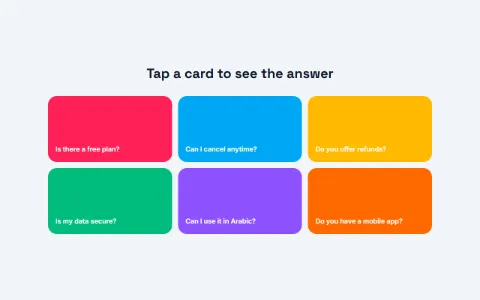 Tap a card to see the answer
Is there a free plan?
Can I cancel anytime?
Do you offer refunds?
Is my data secure?
Can I use it in Arabic?
Do you have a mobile app?